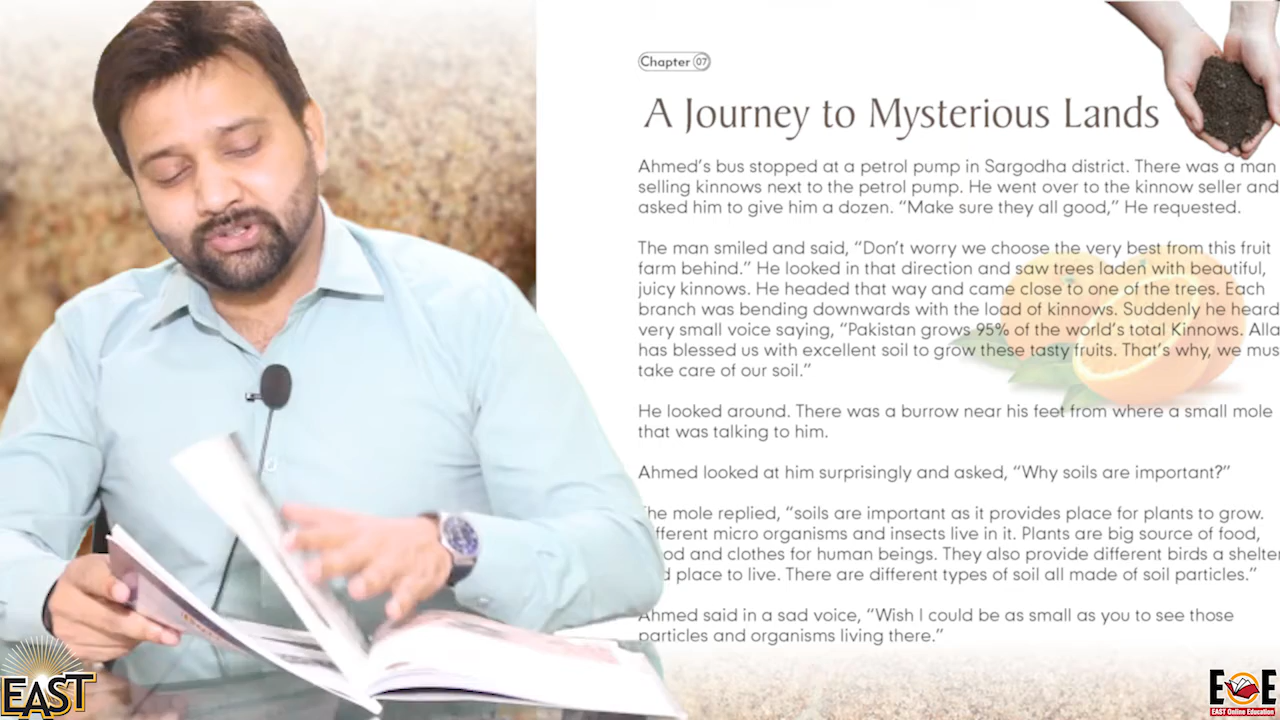 Chapter 07
A Journey to Mysterious Lands
Ahmed's bus stopped at a petrol pump in Sargodha district. There was a man
selling kinnows next to the petrol pump. He went over to the kinnow seller and
asked him to give him a dozen. “Make sure they all good,” He requested.
The man smiled and said, “Don't worry we choose the very best from this fruit
farm behind.” He looked in that direction and saw trees laden with beautiful,
juicy kinnows. He headed that way and came close to one of the trees. Each
branch was bending downwards with the load of kinnows. Suddenly he heard
very small voice saying, “Pakistan grows 95% of the world's total Kinnows. Alla
has blessed us with excellent soil to grow these tasty fruits. That's why, we mus
take care of our soil.”
He looked around. There was a burrow near his feet from where a small mole
that was talking to him.
Ahmed looked at him surprisingly and asked, “Why soils are important?”
he mole replied, “soils are important as it provides place for plants to grow.
fferent micro organisms and insects live in it. Plants are big source of food,
od and clothes for human beings. They also provide different birds a shelter
d place to live. There are different types of soil all made of soil particles.”
Ahmed said in a sad voice, “Wish I could be as small as you to see those
particles and organisms living there.”
EAST
EOE
EAST Online Education